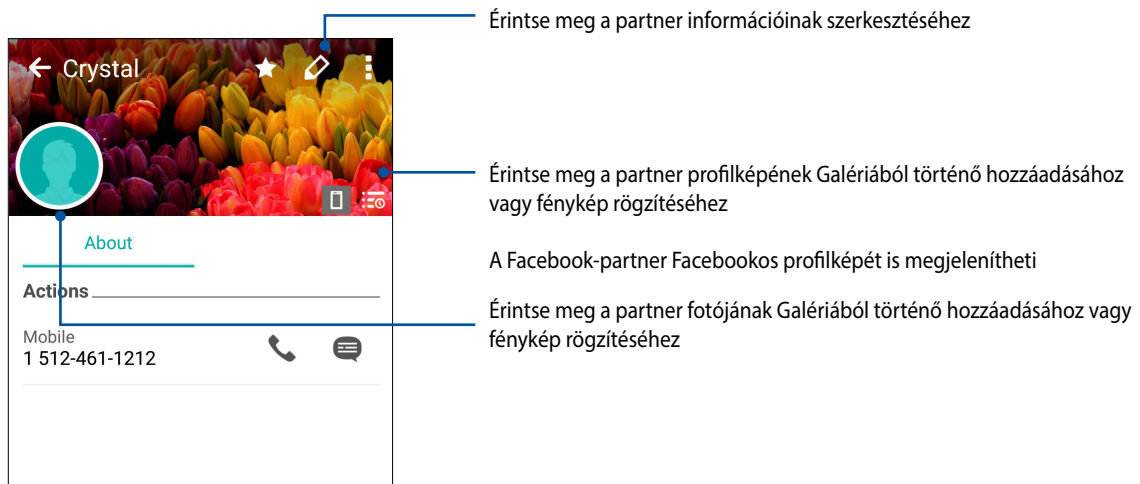 Érintse meg a partner információinak szerkesztéséhez
Crystal
Érintse meg a partner profilképének Galériából történő hozzáadásához
vagy fénykép rögzítéséhez
About
A Facebook-partner Facebookos profilképét is megjelenítheti
Actions
Érintse meg a partner fotójának Galériából történő hozzáadásához vagy
fénykép rögzítéséhez
Mobile
1 512-461-1212